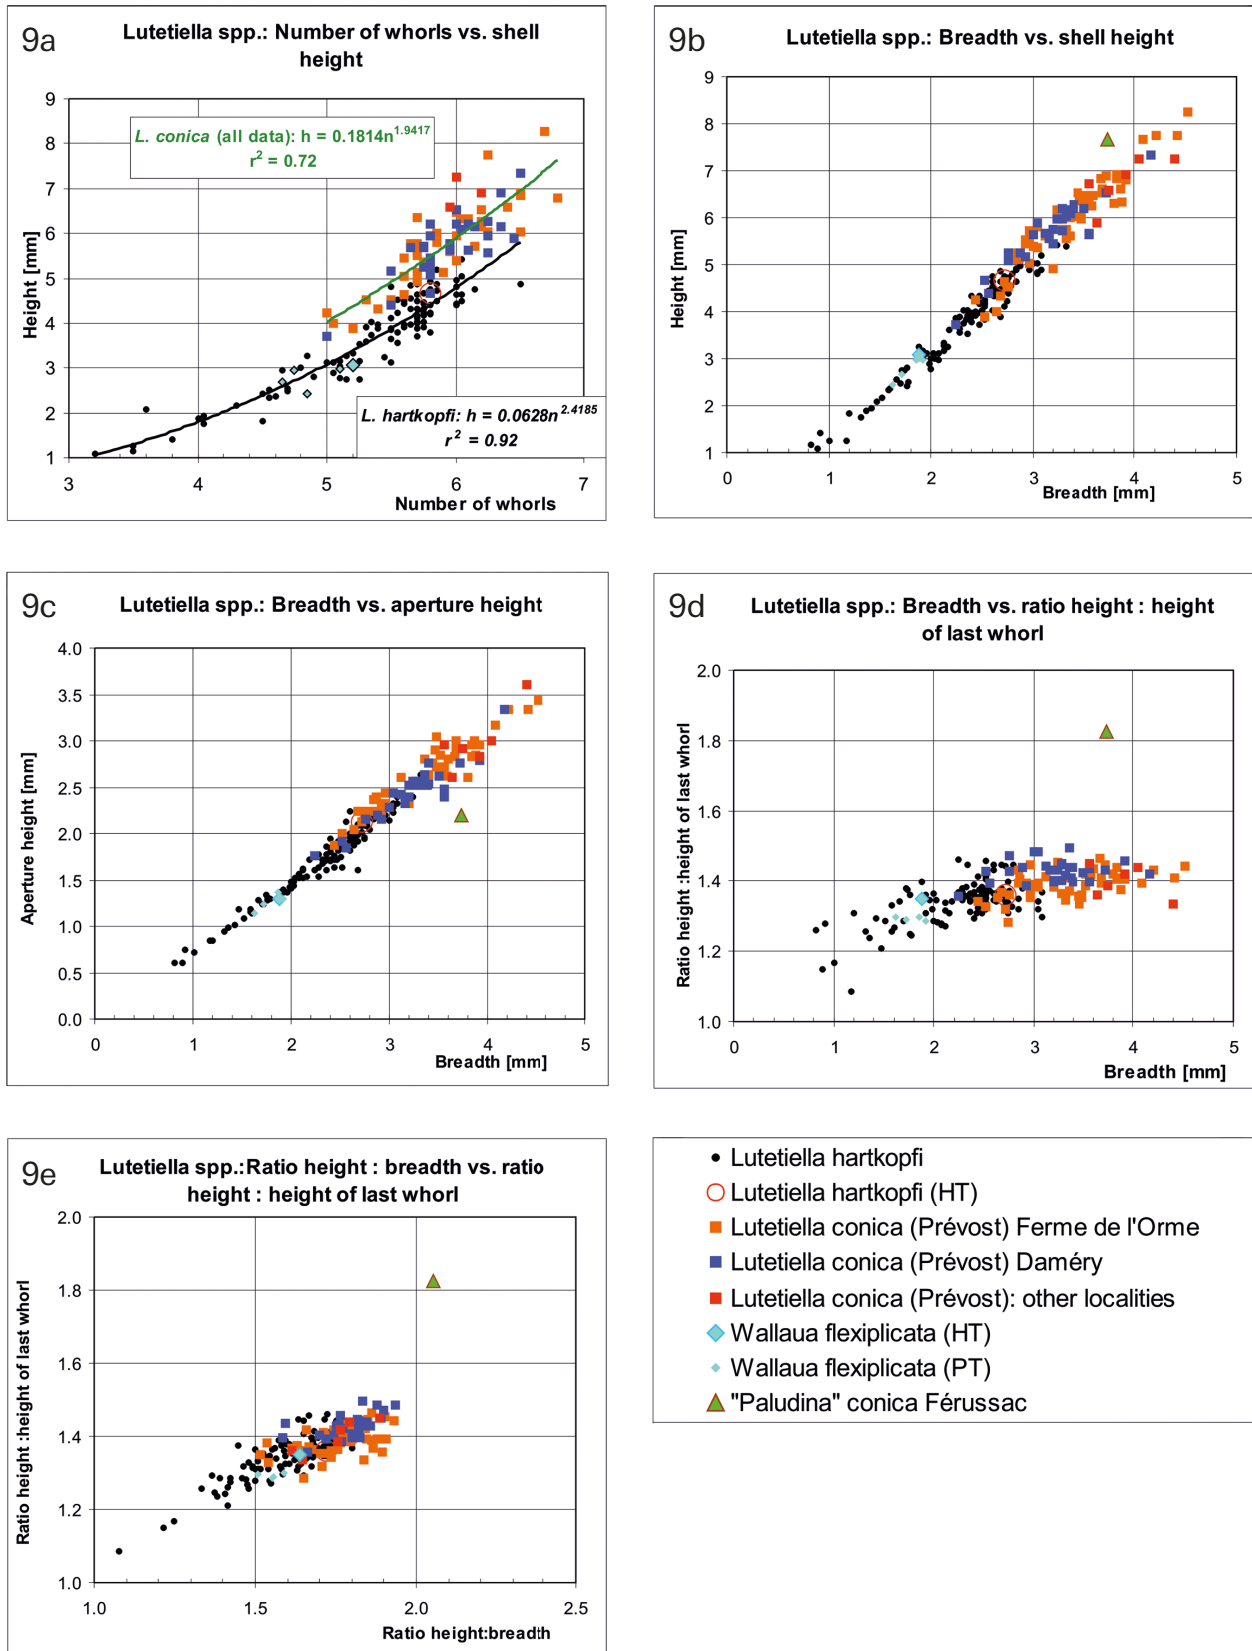 9a
Lutetiella spp.: Number of whorls vs. shell
height
9
8
7
6
5
4
3
2
1
Height [mm]
L. conica (all data): h = 0.1814n^1.9417
r² = 0.72
L. hartkopfi: h = 0.0628n^2.4185
r² = 0.92
3 4 5 6 7
Number of whorls
9b
Lutetiella spp.: Breadth vs. shell height
9
8
7
6
5
4
3
2
1
Height [mm]
0 1 2 3 4 5
Breadth [mm]
9c
Lutetiella spp.: Breadth vs. aperture height
4.0
3.5
3.0
2.5
2.0
1.5
1.0
0.5
0.0
Aperture height [mm]
0 1 2 3 4 5
Breadth [mm]
9d
Lutetiella spp.: Breadth vs. ratio height : height
of last whorl
2.0
1.8
1.6
1.4
1.2
1.0
Ratio height :height of last whorl
0 1 2 3 4 5
Breadth [mm]
9e
Lutetiella spp.:Ratio height : breadth vs. ratio
height : height of last whorl
2.0
1.8
1.6
1.4
1.2
1.0
Ratio height :height of last whorl
1.0 1.5 2.0 2.5
Ratio height:breadth
Lutetiella hartkopfi
Lutetiella hartkopfi (HT)
Lutetiella conica (Prévost) Ferme de l'Orme
Lutetiella conica (Prévost) Daméry
Lutetiella conica (Prévost): other localities
Wallaua flexiplicata (HT)
Wallaua flexiplicata (PT)
"Paludina" conica Férussac